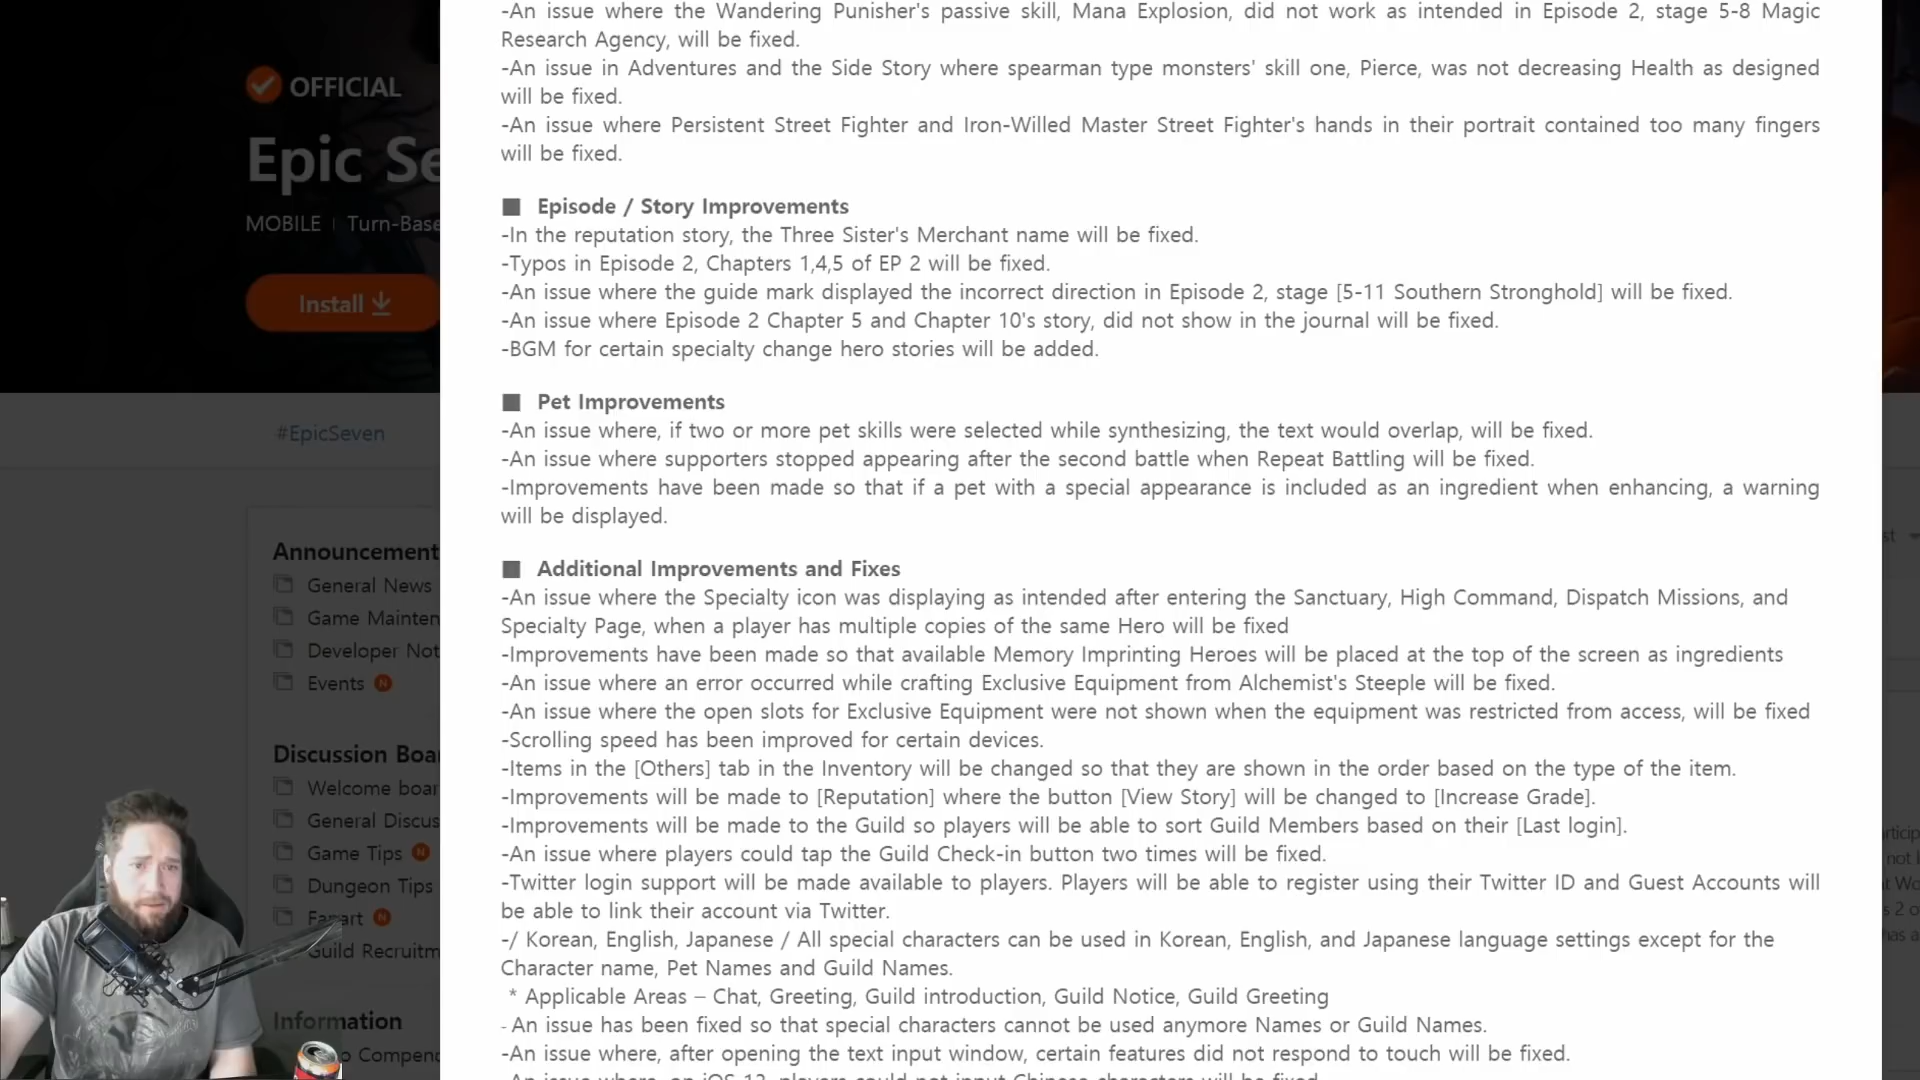 -An issue where the Wandering Punisher's passive skill, Mana Explosion, did not work as intended in Episode 2, stage 5-8 Magic
Research Agency, will be fixed.
-An issue in Adventures and the Side Story where spearman type monsters' skill one, Pierce, was not decreasing Health as designed
will be fixed.
-An issue where Persistent Street Fighter and Iron-Willed Master Street Fighter's hands in their portrait contained too many fingers
will be fixed.
■ Episode / Story Improvements
-In the reputation story, the Three Sister's Merchant name will be fixed.
-Typos in Episode 2, Chapters 1,4,5 of EP 2 will be fixed.
-An issue where the guide mark displayed the incorrect direction in Episode 2, stage [5-11 Southern Stronghold] will be fixed.
-An issue where Episode 2 Chapter 5 and Chapter 10's story, did not show in the journal will be fixed.
-BGM for certain specialty change hero stories will be added.
■ Pet Improvements
-An issue where, if two or more pet skills were selected while synthesizing, the text would overlap, will be fixed.
-An issue where supporters stopped appearing after the second battle when Repeat Battling will be fixed.
-Improvements have been made so that if a pet with a special appearance is included as an ingredient when enhancing, a warning
will be displayed.
■ Additional Improvements and Fixes
-An issue where the Specialty icon was displaying as intended after entering the Sanctuary, High Command, Dispatch Missions, and
Specialty Page, when a player has multiple copies of the same Hero will be fixed
-Improvements have been made so that available Memory Imprinting Heroes will be placed at the top of the screen as ingredients
-An issue where an error occurred while crafting Exclusive Equipment from Alchemist's Steeple will be fixed.
-An issue where the open slots for Exclusive Equipment were not shown when the equipment was restricted from access, will be fixed
-Scrolling speed has been improved for certain devices.
-Items in the [Others] tab in the Inventory will be changed so that they are shown in the order based on the type of the item.
-Improvements will be made to [Reputation] where the button [View Story] will be changed to [Increase Grade].
-Improvements will be made to the Guild so players will be able to sort Guild Members based on their [Last login].
-An issue where players could tap the Guild Check-in button two times will be fixed.
-Twitter login support will be made available to players. Players will be able to register using their Twitter ID and Guest Accounts will
be able to link their account via Twitter.
-/ Korean, English, Japanese / All special characters can be used in Korean, English, and Japanese language settings except for the
Character name, Pet Names and Guild Names.
* Applicable Areas – Chat, Greeting, Guild introduction, Guild Notice, Guild Greeting
- An issue has been fixed so that special characters cannot be used anymore Names or Guild Names.
-An issue where, after opening the text input window, certain features did not respond to touch will be fixed.
-An issue where, on iOS 13, players could not input Chinese characters will be fixed.
OFFICIAL
Epic Se
MOBILE | Turn-Base
Install
#EpicSeven
Announcement
General News
Game Mainten
Developer Not
Events N
Discussion Boa
Welcome boar
General Discus
Game Tips N
Dungeon Tips
Fanart N
Guild Recruitm
Information
Compend